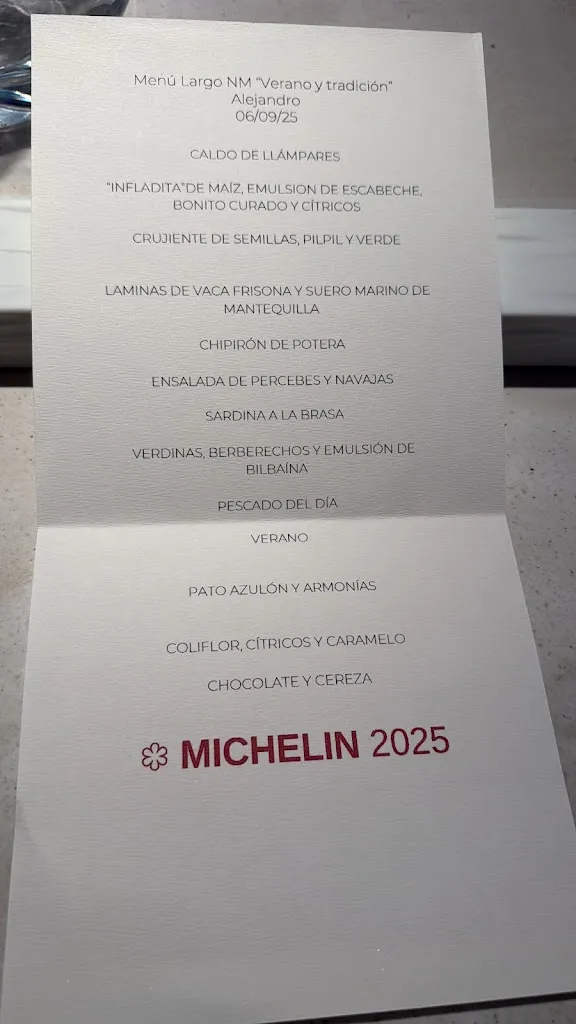 Menú Largo NM "Verano y tradición"
Alejandro
06/09/25
CALDO DE LLÁMPARES
"INFLADITA"DE MAÍZ, EMULSION DE ESCABECHE,
BONITO CURADO Y CÍTRICOS
CRUJIENTE DE SEMILLAS, PILPIL Y VERDE
LAMINAS DE VACA FRISONA Y SUERO MARINO DE
MANTEQUILLA
CHIPIRÓN DE POTERA
ENSALADA DE PERCEBES Y NAVAJAS
SARDINA A LA BRASA
VERDINAS, BERBERECHOS Y EMULSIÓN DE
BILBAÍNA
PESCADO DEL DÍA
VERANO
PATO AZULÓN Y ARMONÍAS
COLIFLOR, CÍTRICOS Y CARAMELO
CHOCOLATE Y CEREZA
MICHELIN 2025